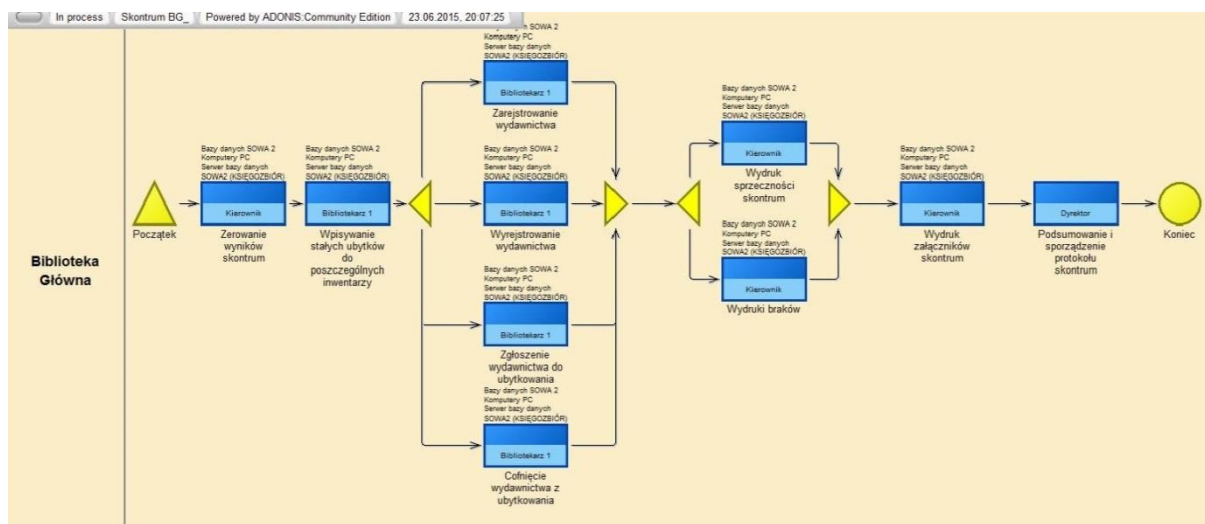 In process Skontrum BG_ Powered by ADONIS:Community Edition 23.06.2015, 20:07:25
Biblioteka
Główna
Początek
Bazy danych SOWA 2
Komputery PC
Serwer bazy danych
SOWA2 (KSIĘGOZBIÓR)
Kierownik
Zerowanie
wyników
skontrum
Bazy danych SOWA 2
Komputery PC
Serwer bazy danych
SOWA2 (KSIĘGOZBIÓR)
Bibliotekarz 1
Wpisywanie
stałych ubytków
do
poszczególnych
inwentarzy
Bazy danych SOWA 2
Komputery PC
Serwer bazy danych
SOWA2 (KSIĘGOZBIÓR)
Bibliotekarz 1
Zarejstrowanie
wydawnictwa
Bazy danych SOWA 2
Komputery PC
Serwer bazy danych
SOWA2 (KSIĘGOZBIÓR)
Bibliotekarz 1
Wyrejstrowanie
wydawnictwa
Bazy danych SOWA 2
Komputery PC
Serwer bazy danych
SOWA2 (KSIĘGOZBIÓR)
Bibliotekarz 1
Zgłoszenie
wydawnictwa do
ubytkowania
Bazy danych SOWA 2
Komputery PC
Serwer bazy danych
SOWA2 (KSIĘGOZBIÓR)
Bibliotekarz 1
Cofnięcie
wydawnictwa z
ubytkowania
Bazy danych SOWA 2
Komputery PC
Serwer bazy danych
SOWA2 (KSIĘGOZBIÓR)
Kierownik
Wydruk
sprzeczności
skontrum
Bazy danych SOWA 2
Komputery PC
Serwer bazy danych
SOWA2 (KSIĘGOZBIÓR)
Kierownik
Wydruki braków
Bazy danych SOWA 2
Komputery PC
Serwer bazy danych
SOWA2 (KSIĘGOZBIÓR)
Kierownik
Wydruk
załączników
skontrum
Dyrektor
Podsumowanie i
sporządzenie
protokołu
skontrum
Koniec